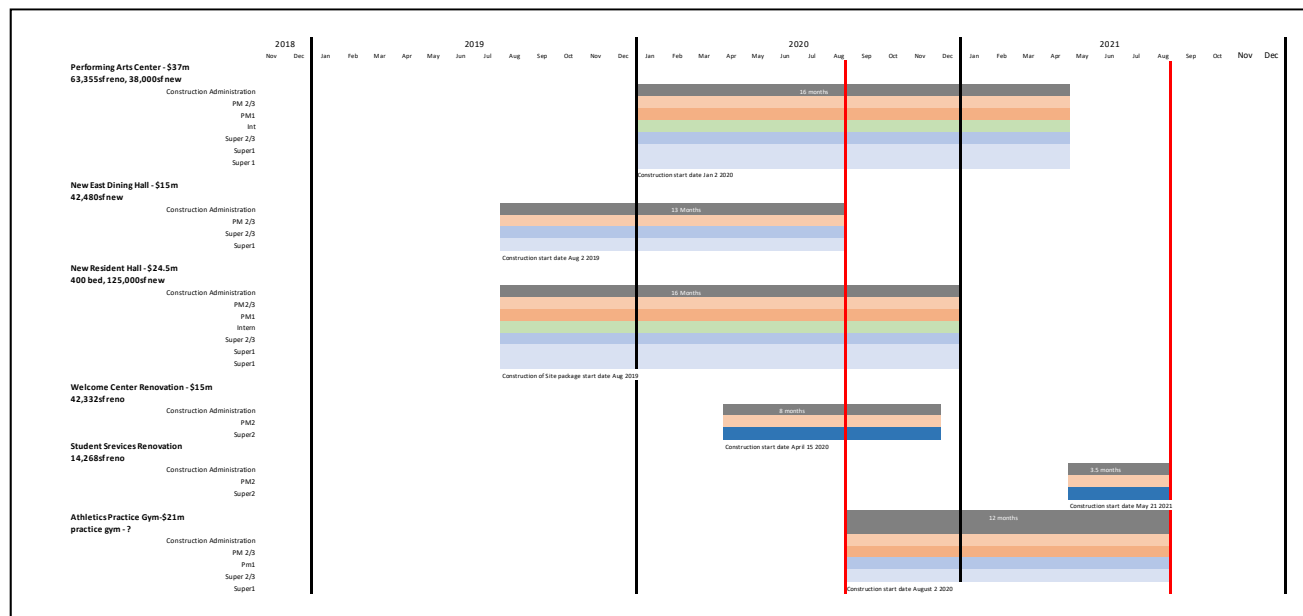 2018 2019 2020 2021
Nov Dec Jan Feb Mar Apr May Jun Jul Aug Sep Oct Nov Dec Jan Feb Mar Apr May Jun Jul Aug Sep Oct Nov Dec Jan Feb Mar Apr May Jun Jul Aug Sep Oct Nov Dec
Performing Arts Center - $37m
63,355sf reno, 38,000sf new
Construction Administration 16 months
PM 2/3
PM1
Int
Super 2/3
Super1
Super 1
Construction start date Jan 2 2020
New East Dining Hall - $15m
42,480sf new
Construction Administration 13 Months
PM 2/3
Super 2/3
Super1
Construction start date Aug 2 2019
New Resident Hall - $24.5m
400 bed, 125,000sf new
Construction Administration 16 Months
PM2/3
PM1
Intern
Super 2/3
Super1
Super1
Construction of Site package start date Aug 2019
Welcome Center Renovation - $15m
42,332sf reno
Construction Administration 8 months
PM2
Super2
Construction start date April 15 2020
Student Srevices Renovation
14,268sf reno
Construction Administration 3.5 months
PM2
Super2
Construction start date May 21 2021
Athletics Practice Gym-$21m
12 months
practice gym - ?
Construction Administration
PM 2/3
Pm1
Super 2/3
Super1
Construction start date August 2 2020